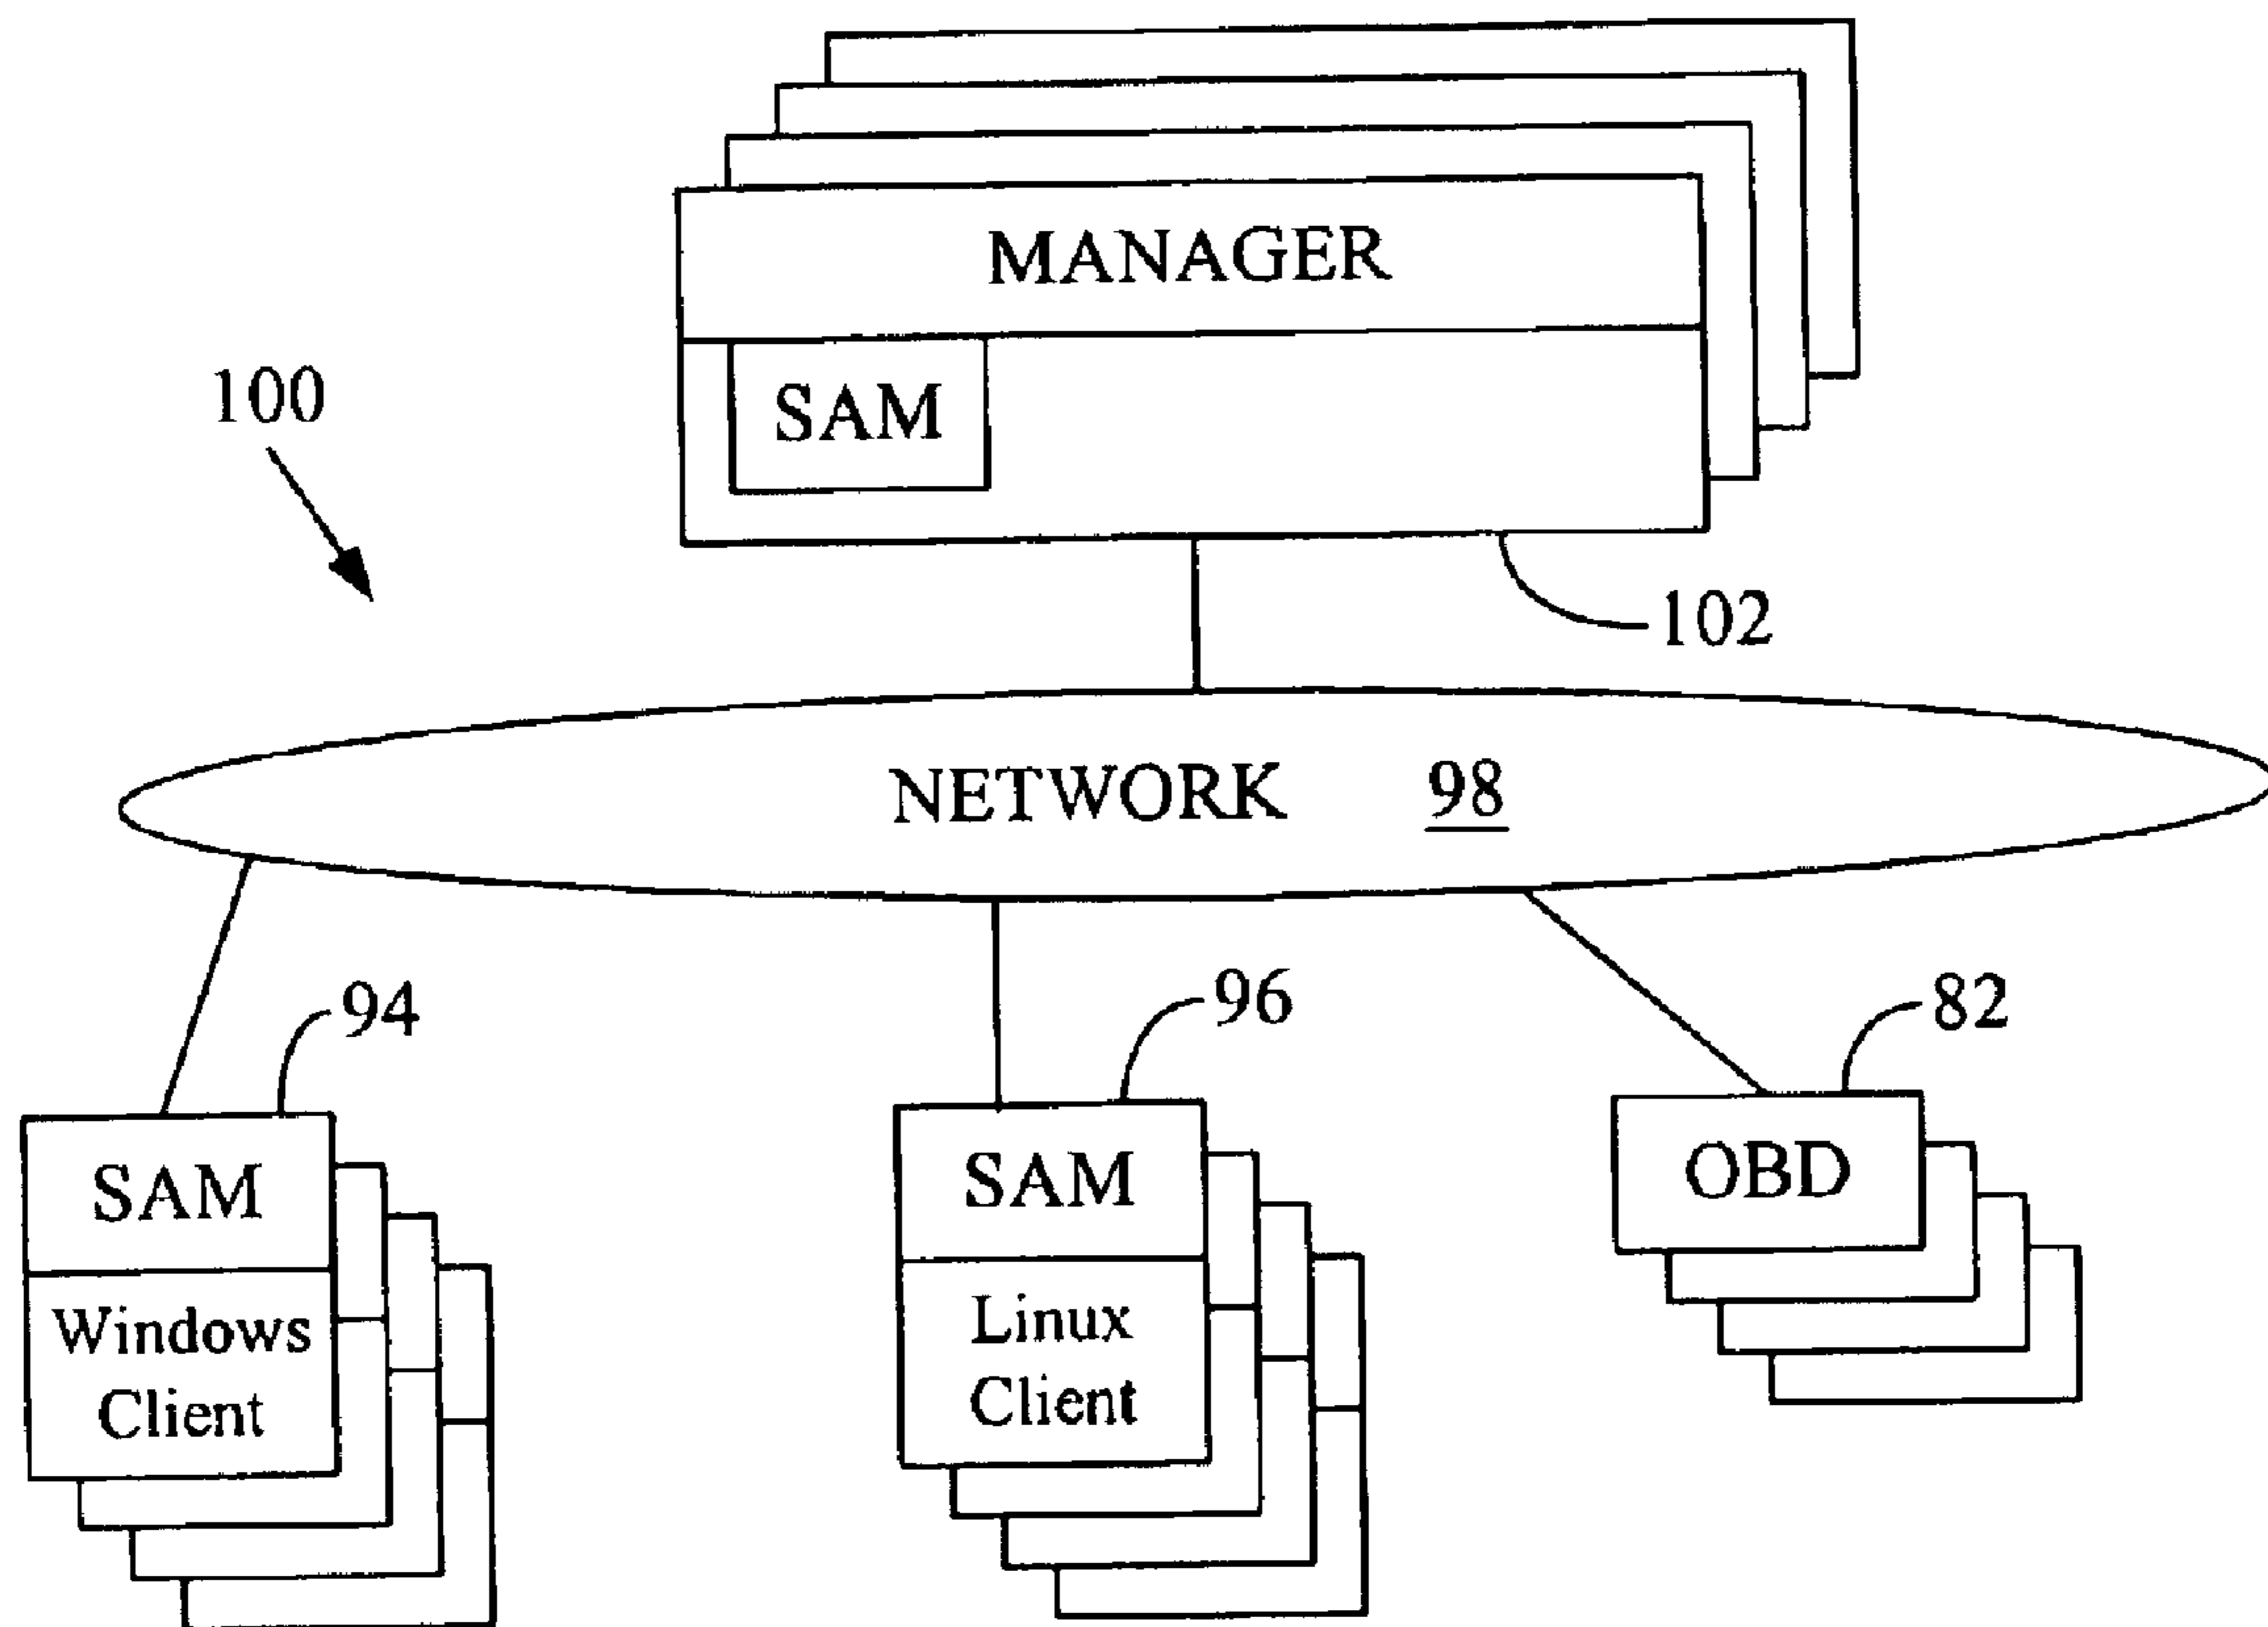 MANAGER
SAM
100
102
NETWORK 98
94
96
82
SAM
Windows
Client
SAM
Linux
Client
OBD